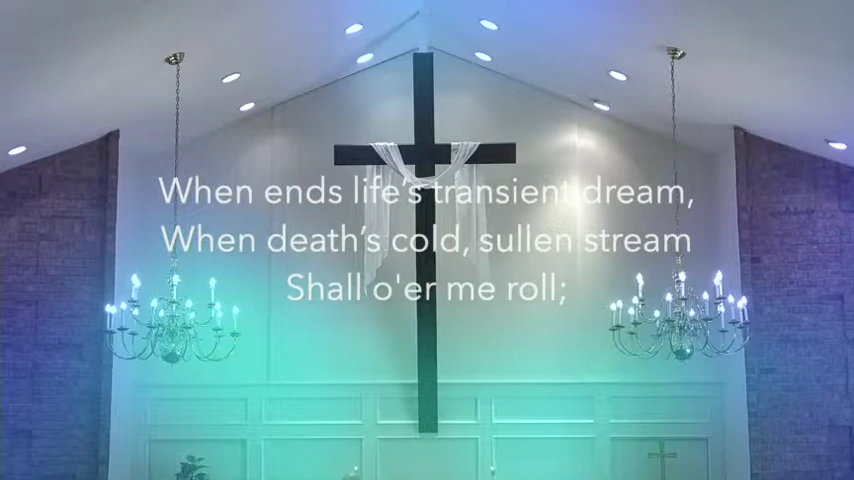 When ends life’s transient dream,
When death’s cold, sullen stream
Shall o'er me roll;